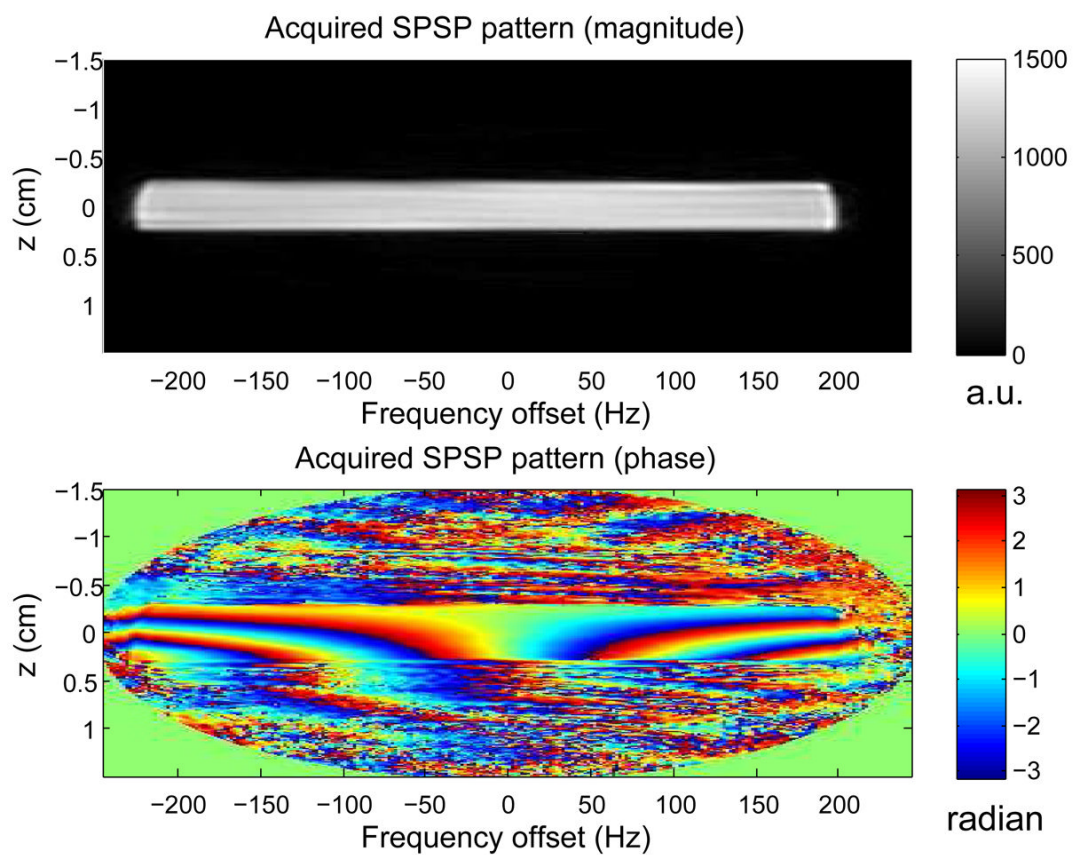 Acquired SPSP pattern (magnitude)
−1.5
−1
−0.5
0
0.5
1
z (cm)
−200 −150 −100 −50 0 50 100 150 200
Frequency offset (Hz)
1500
1000
500
0
a.u.
Acquired SPSP pattern (phase)
−1.5
−1
−0.5
0
0.5
1
z (cm)
−200 −150 −100 −50 0 50 100 150 200
Frequency offset (Hz)
3
2
1
0
−1
−2
−3
radian